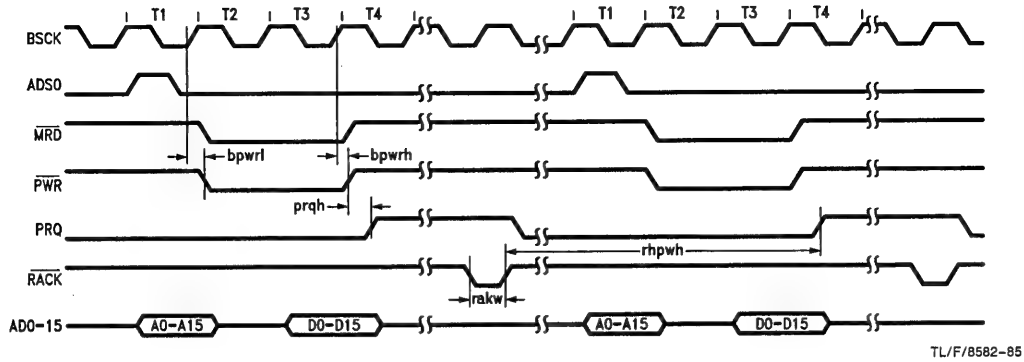 T1 T2 T3 T4 T1 T2 T3 T4
BSCK
ADS0
MRD
bpwrl bpwrh
PWR
prqh
PRQ
rhpwh
RACK
rakw
AD0-15 A0-A15 D0-D15 A0-A15 D0-D15
TL/F/8582-85